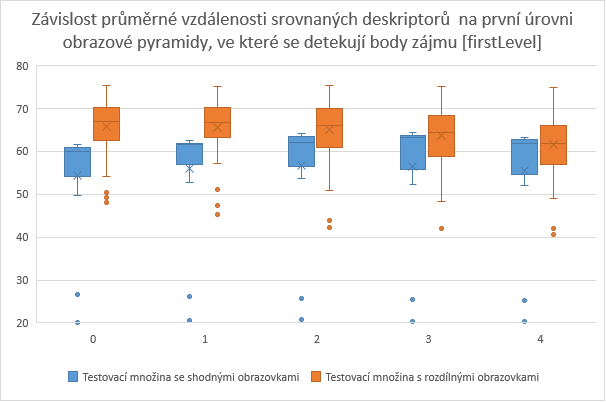 Závislost průměrné vzdálenosti srovnaných deskriptorů na první úrovni
obrazové pyramidy, ve které se detekují body zájmu [firstLevel]
80
70
60
50
40
30
20
0 1 2 3 4
Testovací množina se shodnými obrazovkami Testovací množina s rozdílnými obrazovkami